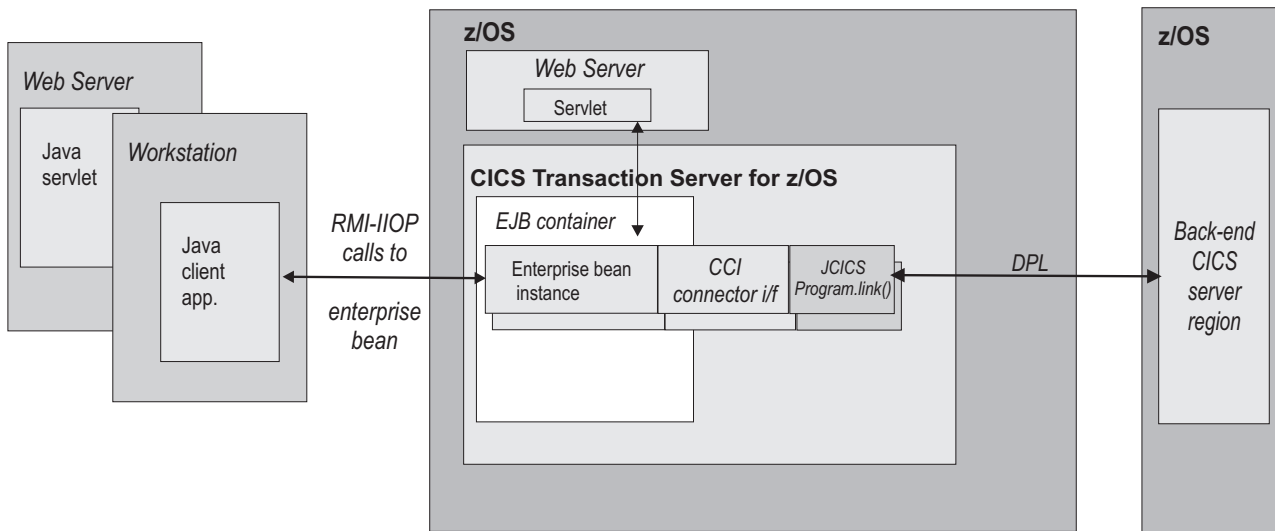 Web Server
Java
servlet
Workstation
Java
client
app.
RMI-IIOP
calls to
enterprise
bean
z/OS
Web Server
Servlet
CICS Transaction Server for z/OS
EJB container
Enterprise bean
instance
CCI
connector i/f
JCICS
Program.link()
DPL
z/OS
Back-end
CICS
server
region